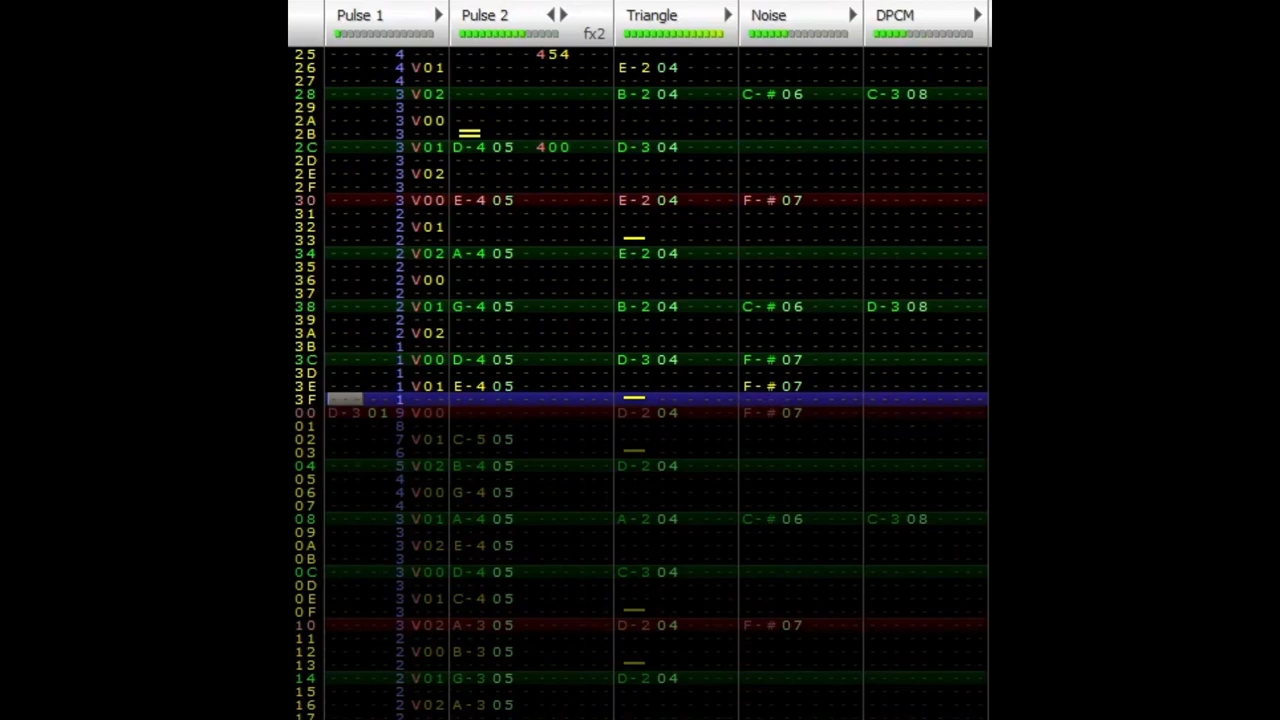 Pulse 1 Pulse 2 fx2 Triangle Noise DPCM
25 4 454
26 4 V01 E-2 04
27 4
28 3 V02 B-2 04 C-# 06 C-3 08
29 3
2A 3 V00
2B 3
2C 3 V01 D-4 05 400 D-3 04
2D 3
2E 3 V02
2F 3
30 3 V00 E-4 05 E-2 04 F-# 07
31 2
32 2 V01
33 2
34 2 V02 A-4 05 E-2 04
35 2
36 2 V00
37 2
38 2 V01 G-4 05 B-2 04 C-# 06 D-3 08
39 2
3A 2 V02
3B 1
3C 1 V00 D-4 05 D-3 04 F-# 07
3D 1
3E 1 V01 E-4 05 F-# 07
3F --- 1
00 D-3 01 9 V00 D-2 04 F-# 07
01 8
02 7 V01 C-5 05
03 6
04 5 V02 B-4 05 D-2 04
05 4
06 4 V00 G-4 05
07 4
08 3 V01 A-4 05 A-2 04 C-# 06 C-3 08
09 3
0A 3 V02 E-4 05
0B 3
0C 3 V00 D-4 05 C-3 04
0D 3
0E 3 V01 C-4 05
0F 3
10 3 V02 A-3 05 D-2 04 F-# 07
11 2
12 2 V00 B-3 05
13 2
14 2 V01 G-3 05 D-2 04
15 2
16 2 V02 A-3 05
17